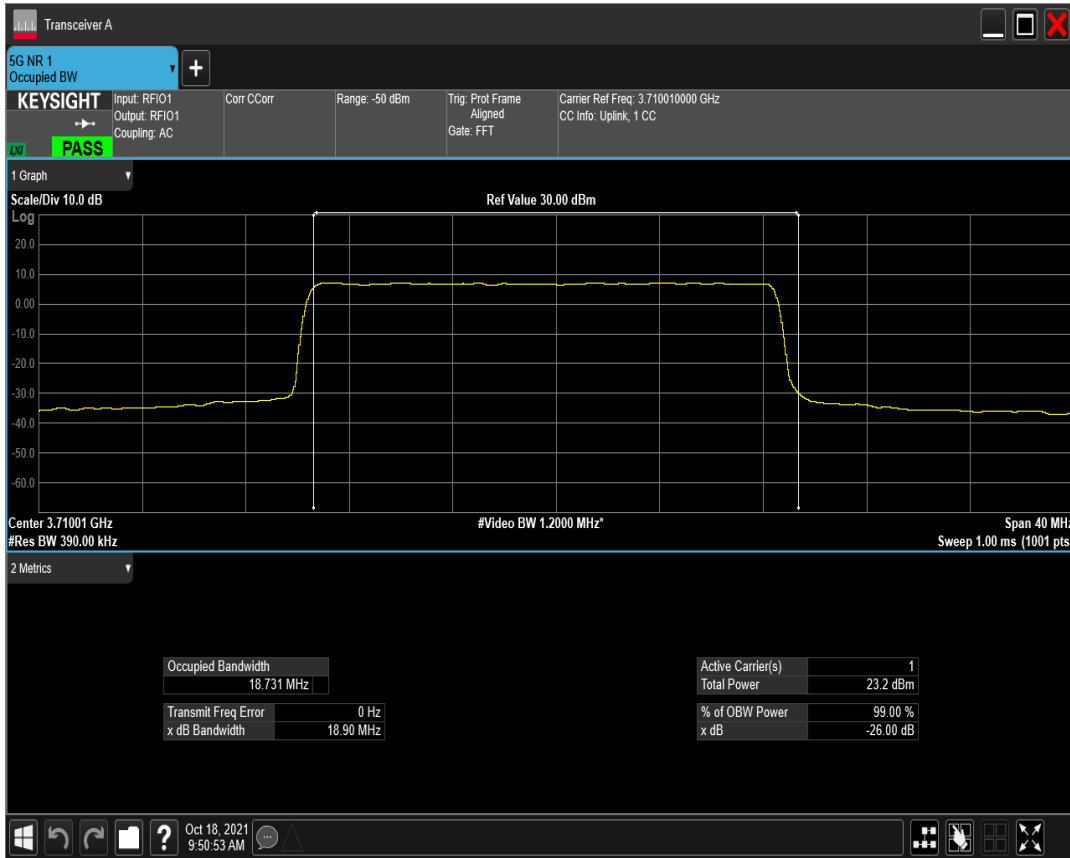 Transceiver A
5G NR 1
Occupied BW
KEYSIGHT
LXI
PASS
Input: RFIO1
Output: RFIO1
Coupling: AC
Corr CCorr
Range: -50 dBm
Trig: Prot Frame
Aligned
Gate: FFT
Carrier Ref Freq: 3.710010000 GHz
CC Info: Uplink, 1 CC
1 Graph
Scale/Div 10.0 dB
Ref Value 30.00 dBm
Log
20.0
10.0
0.00
-10.0
-20.0
-30.0
-40.0
-50.0
-60.0
Center 3.71001 GHz
#Video BW 1.2000 MHz*
Span 40 MHz
#Res BW 390.00 kHz
Sweep 1.00 ms (1001 pts
2 Metrics
Occupied Bandwidth
18.731 MHz
Transmit Freq Error 0 Hz
x dB Bandwidth 18.90 MHz
Active Carrier(s) 1
Total Power 23.2 dBm
% of OBW Power 99.00 %
x dB -26.00 dB
?
Oct 18, 2021
9:50:53 AM